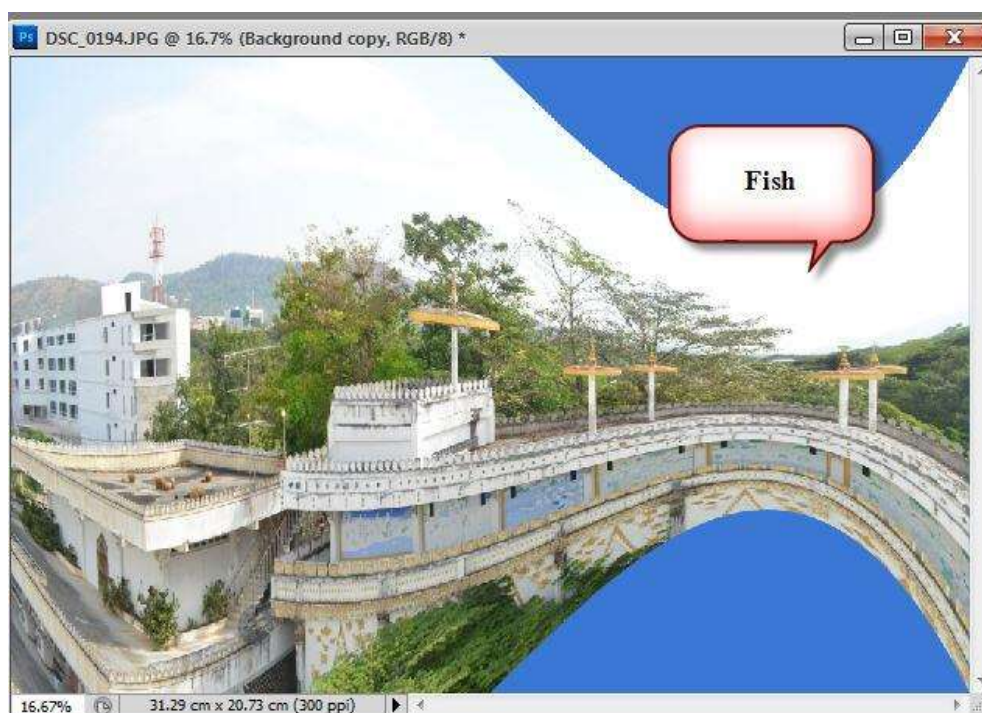 Ps DSC_0194.JPG @ 16.7% (Background copy, RGB/8) *
Fish
16.67% 31.29 cm x 20.73 cm (300 ppi)